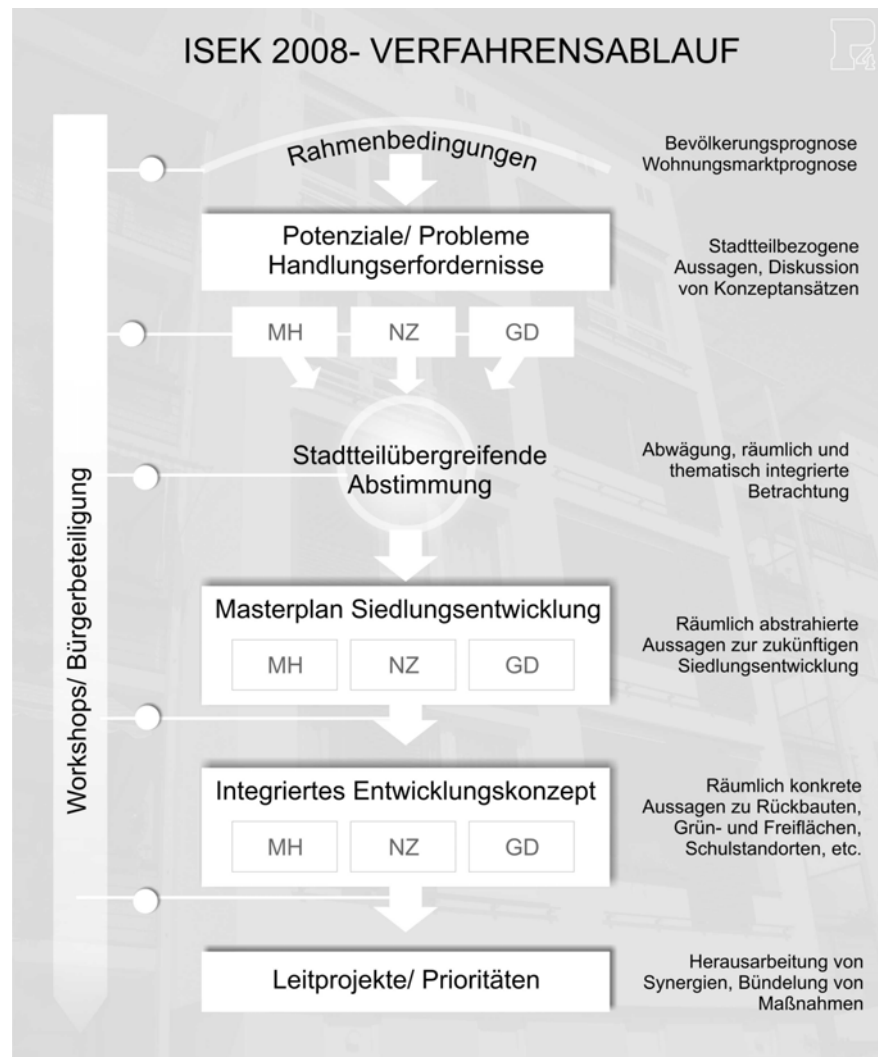 ISEK 2008- VERFAHRENSABLAUF
P4
Rahmenbedingungen
Bevölkerungsprognose
Wohnungsmarktprognose
Potenziale/ Probleme
Handlungserfordernisse
Stadtteilbezogene
Aussagen, Diskussion
von Konzeptansätzen
MH
NZ
GD
Stadtteilübergreifende
Abstimmung
Abwägung, räumlich und
thematisch integrierte
Betrachtung
Workshops/ Bürgerbeteiligung
Masterplan Siedlungsentwicklung
MH
NZ
GD
Räumlich abstrahierte
Aussagen zur zukünftigen
Siedlungsentwicklung
Integriertes Entwicklungskonzept
MH
NZ
GD
Räumlich konkrete
Aussagen zu Rückbauten,
Grün- und Freiflächen,
Schulstandorten, etc.
Leitprojekte/ Prioritäten
Herausarbeitung von
Synergien, Bündelung von
Maßnahmen